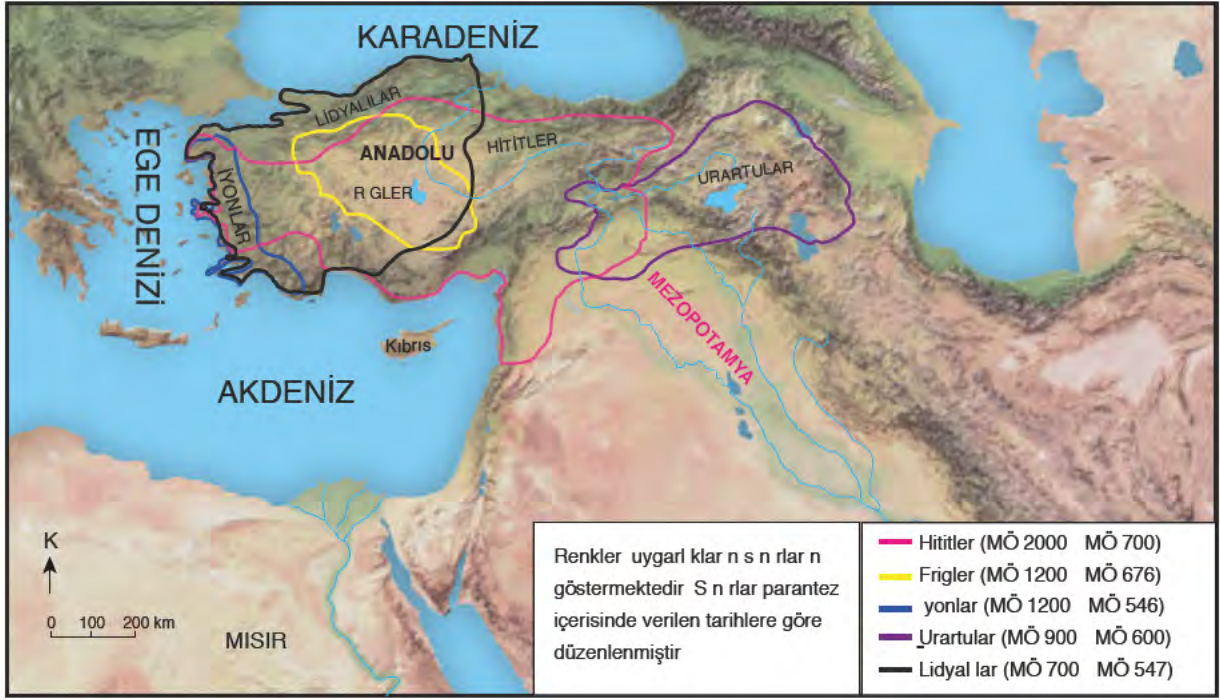 KARADENİZ
EGE DENİZİ
LİDYALILAR
ANADOLU
HİTİTLER
R GLER
İYONLAR
URARTULAR
MEZOPOTAMYA
Kıbrıs
AKDENİZ
K
0 100 200 km
MISIR
Renkler uygarl klar n s n rlar n
göstermektedir S n rlar parantez
içerisinde verilen tarihlere göre
düzenlenmiştir
Hititler (MÖ 2000 MÖ 700)
Frigler (MÖ 1200 MÖ 676)
yonlar (MÖ 1200 MÖ 546)
Urartular (MÖ 900 MÖ 600)
Lidyal lar (MÖ 700 MÖ 547)